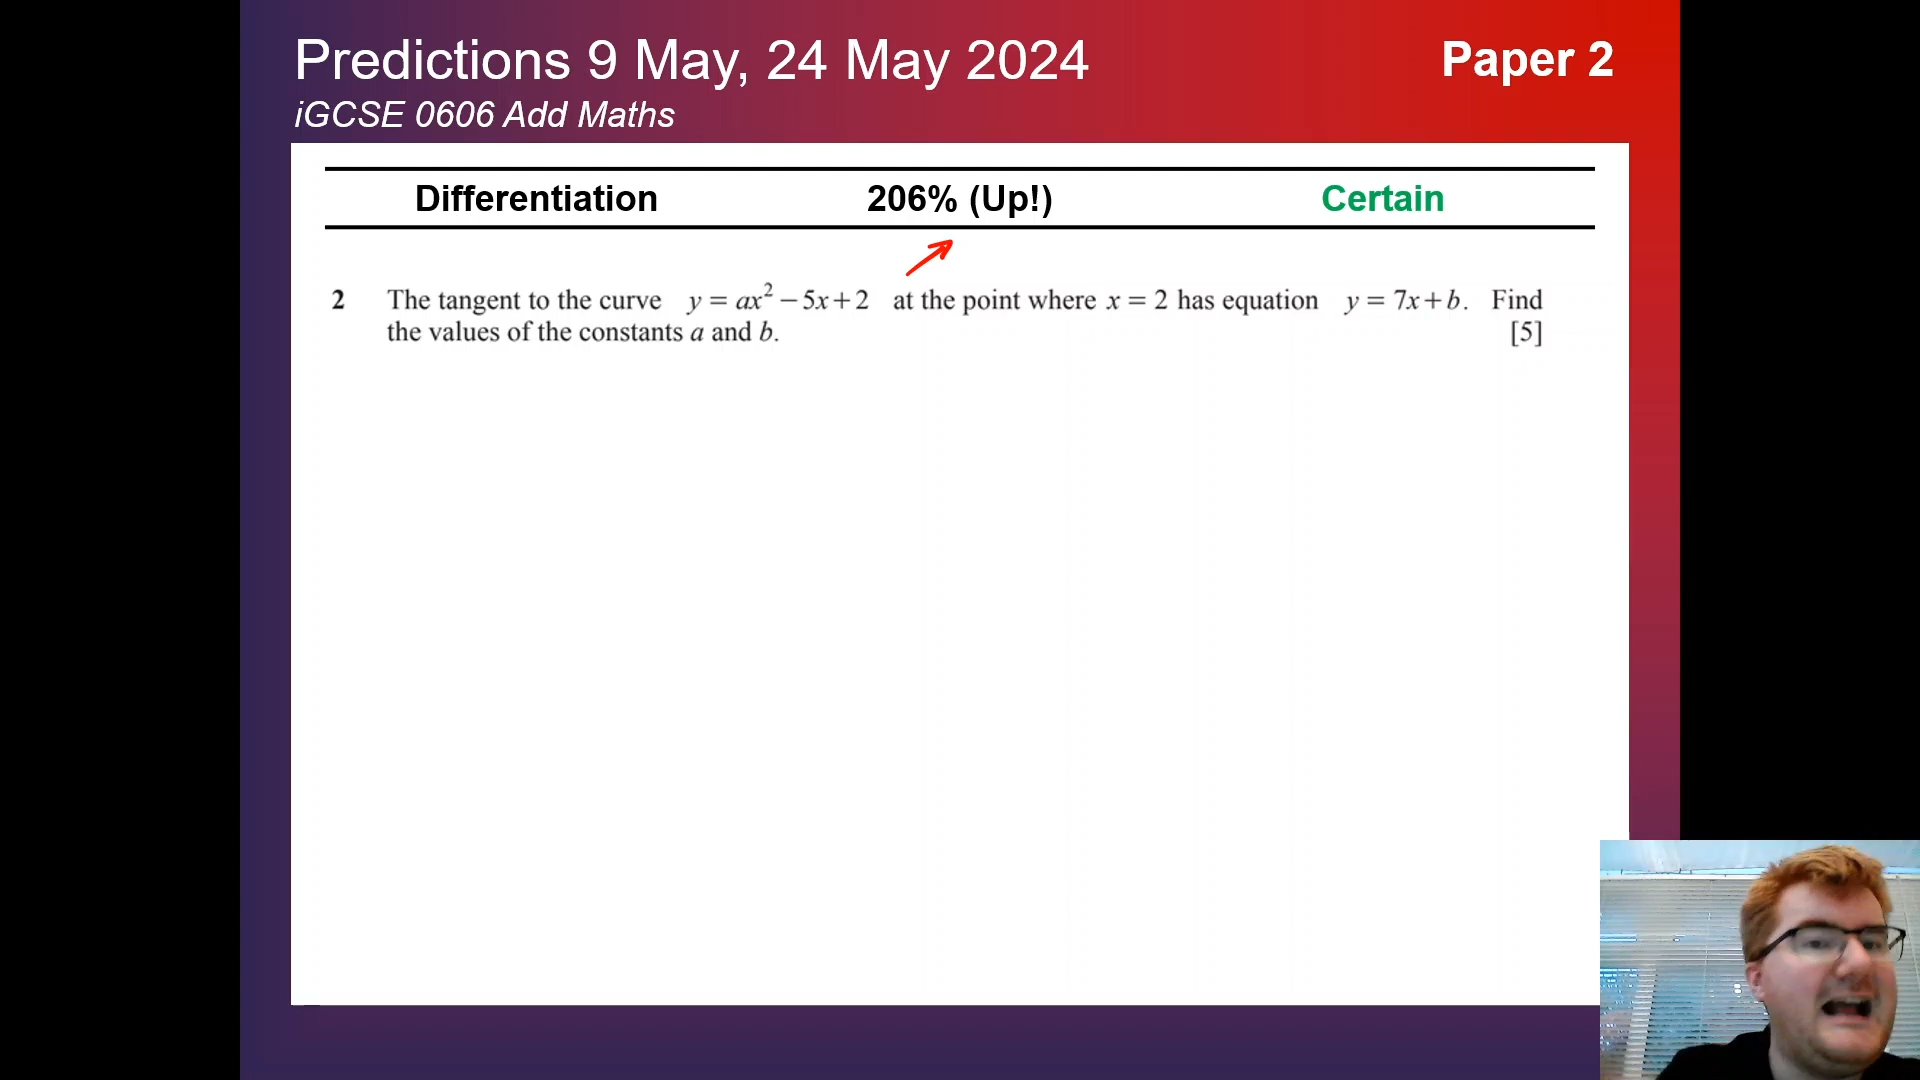 Predictions 9 May, 24 May 2024
Paper 2
iGCSE 0606 Add Maths
Differentiation 206% (Up!) Certain
2 The tangent to the curve y = ax² − 5x + 2 at the point where x = 2 has equation y = 7x + b. Find
the values of the constants a and b. [5]